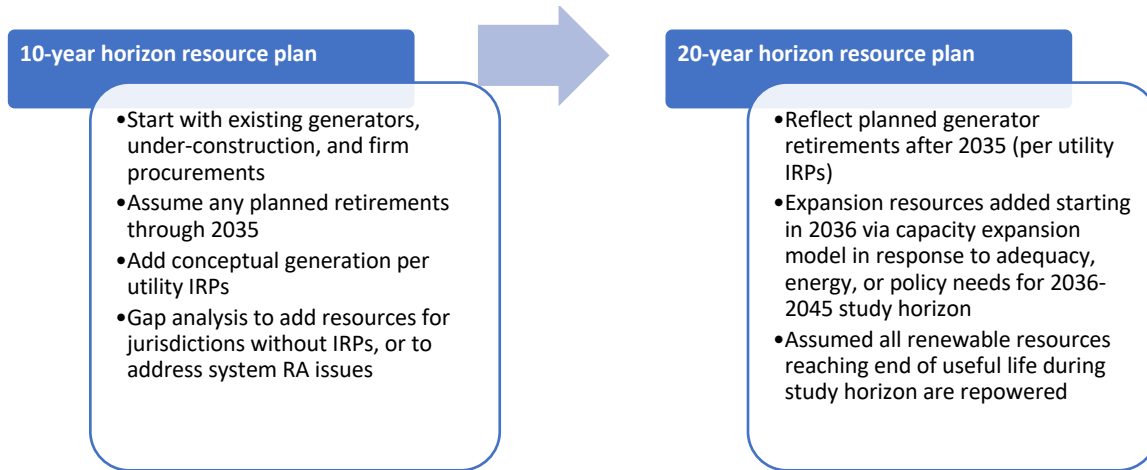 10-year horizon resource plan
•Start with existing generators,
under-construction, and firm
procurements
•Assume any planned retirements
through 2035
•Add conceptual generation per
utility IRPs
•Gap analysis to add resources for
jurisdictions without IRPs, or to
address system RA issues
20-year horizon resource plan
•Reflect planned generator
retirements after 2035 (per utility
IRPs)
•Expansion resources added starting
in 2036 via capacity expansion
model in response to adequacy,
energy, or policy needs for 2036-
2045 study horizon
•Assumed all renewable resources
reaching end of useful life during
study horizon are repowered